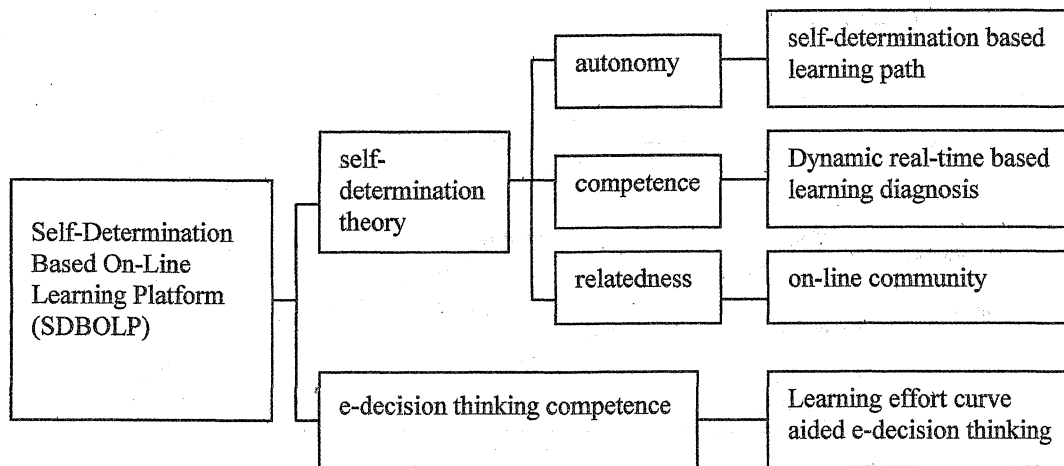 Self-Determination
Based On-Line
Learning Platform
(SDBOLP)
self-
determination
theory
autonomy
self-determination based
learning path
competence
Dynamic real-time based
learning diagnosis
relatedness
on-line community
e-decision thinking competence
Learning effort curve
aided e-decision thinking